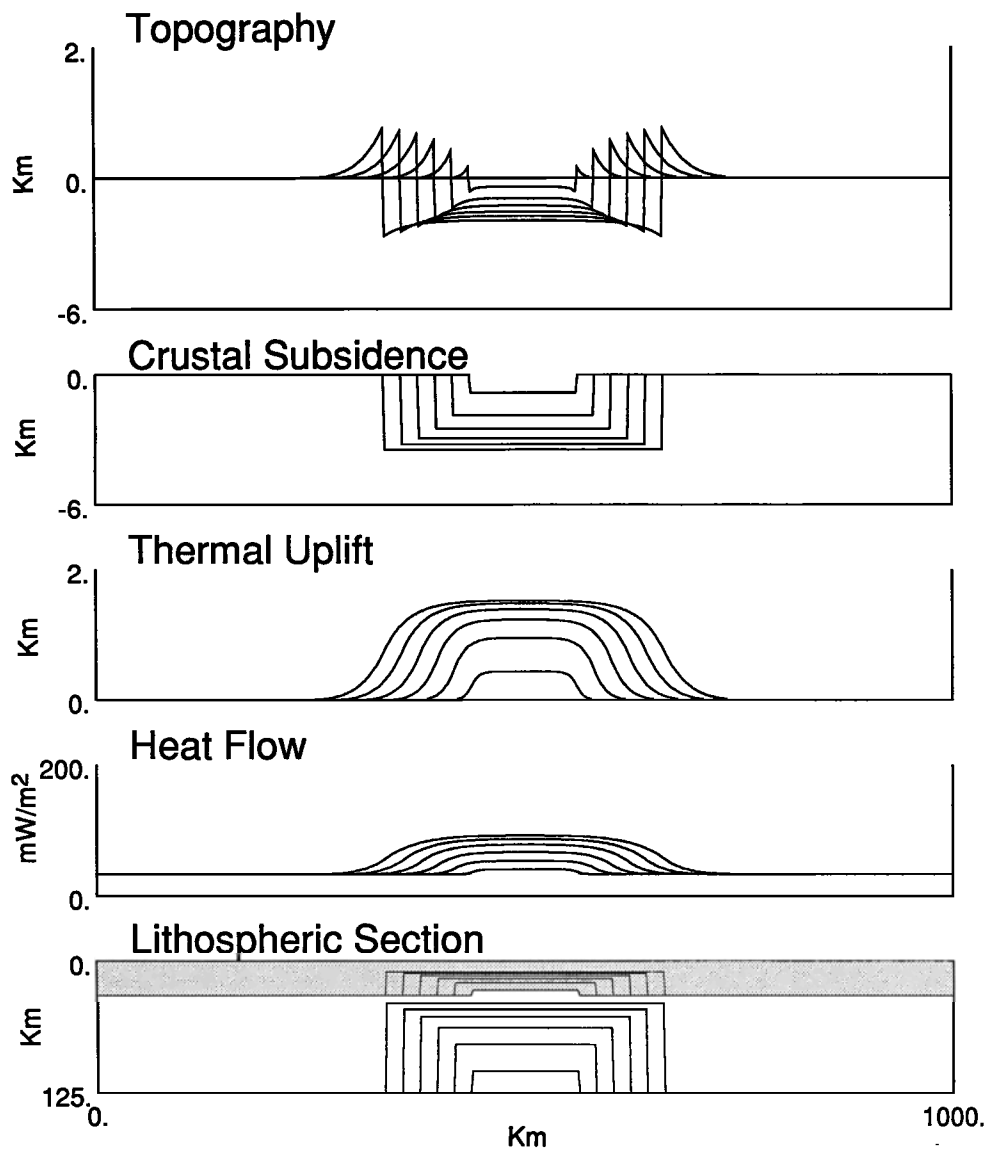 Topography
2.
Km
0.
-6.
Crustal Subsidence
0.
Km
-6.
Thermal Uplift
2.
Km
0.
Heat Flow
200.
mW/m2
0.
Lithospheric Section
0.
Km
125.
0.
1000.
Km